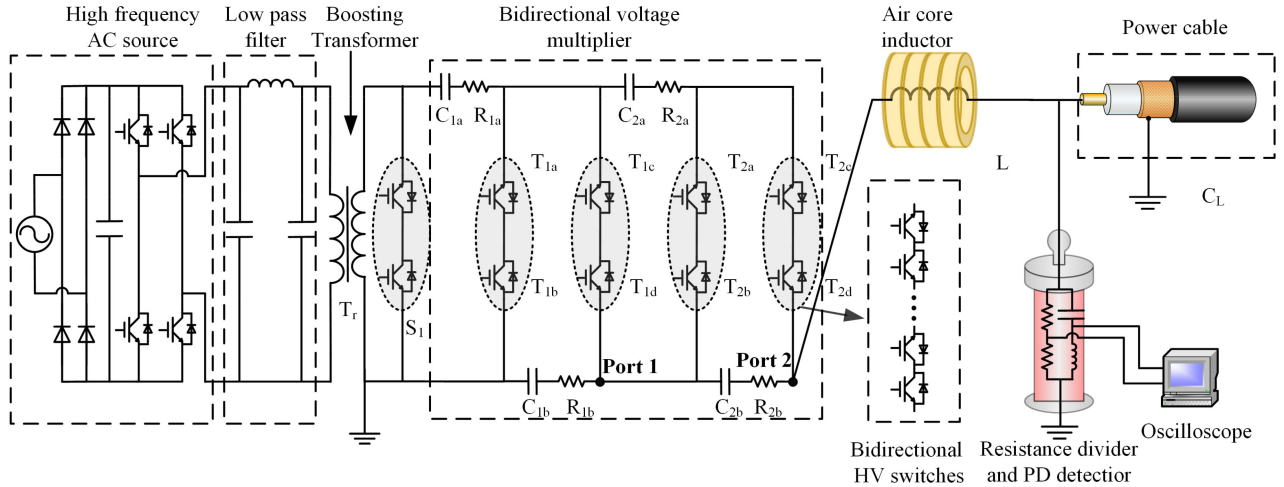 High frequency
AC source
Low pass
filter
Boosting
Transformer
Bidirectional voltage
multiplier
Air core
inductor
Power cable
C1a
R1a
C2a
R2a
T1a
T1c
T2a
T2c
L
CL
T1b
T1d
T2b
T2d
Tr
S1
Port 1
Port 2
C1b
R1b
C2b
R2b
Oscilloscope
Bidirectional
HV switches
Resistance divider
and PD detectior